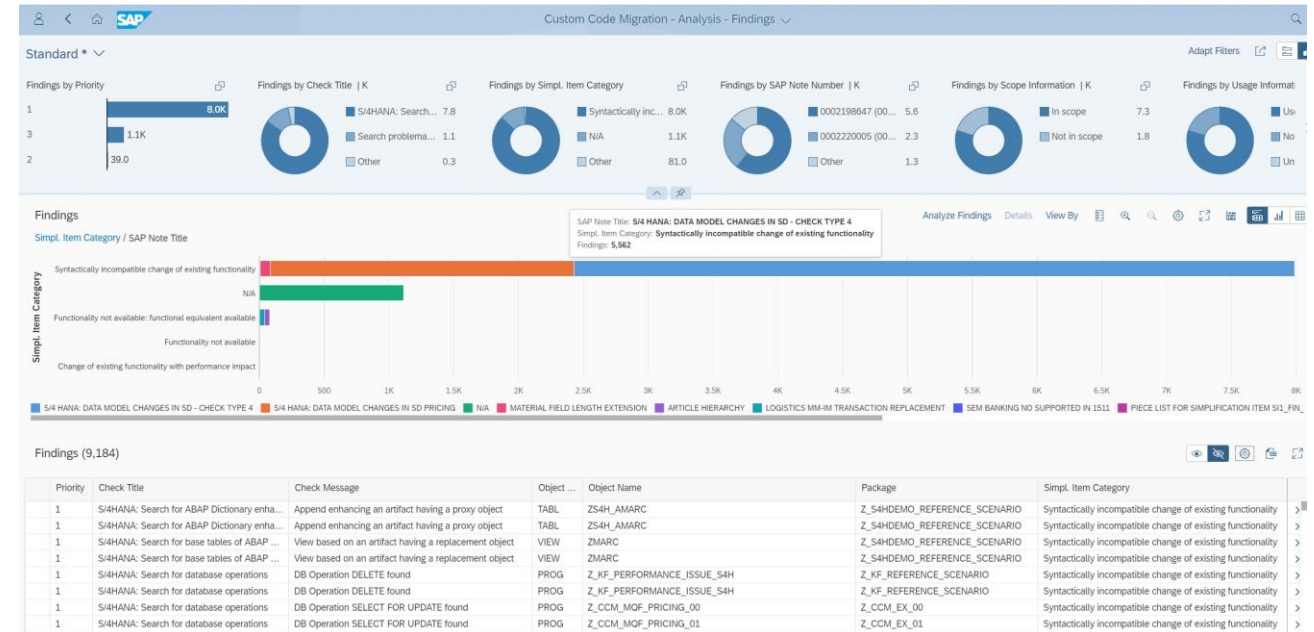 SAP
Custom Code Migration - Analysis - Findings
Standard *
Adapt Filters
Findings by Priority
1 8.0K
3 1.1K
2 39.0
Findings by Check Title | K
S/4HANA: Search... 7.8
Search problema... 1.1
Other 0.3
Findings by Simpl. Item Category
Syntactically inc... 8.0K
N/A 1.1K
Other 81.0
Findings by SAP Note Number | K
0002198647 (00... 5.6
0002220005 (00... 2.3
Other 1.3
Findings by Scope Information | K
In scope 7.3
Not in scope 1.8
Findings by Usage Informat
Us
No
Un
Findings
Simpl. Item Category / SAP Note Title
SAP Note Title: S/4 HANA: DATA MODEL CHANGES IN SD - CHECK TYPE 4
Simpl. Item Category: Syntactically incompatible change of existing functionality
Findings: 5,562
Analyze Findings Details View By
Simpl. Item Category
Syntactically incompatible change of existing functionality
N/A
Functionality not available: functional equivalent available
Functionality not available
Change of existing functionality with performance impact
0 500 1K 1.5K 2K 2.5K 3K 3.5K 4K 4.5K 5K 5.5K 6K 6.5K 7K 7.5K 8K
S/4 HANA: DATA MODEL CHANGES IN SD - CHECK TYPE 4 S/4 HANA: DATA MODEL CHANGES IN SD PRICING N/A MATERIAL FIELD LENGTH EXTENSION ARTICLE HIERARCHY LOGISTICS MM-IM TRANSACTION REPLACEMENT SEM BANKING NO SUPPORTED IN 1511 PIECE LIST FOR SIMPLIFICATION ITEM SI1_FIN_
Findings (9,184)
Priority Check Title Check Message Object ... Object Name Package Simpl. Item Category
1 S/4HANA: Search for ABAP Dictionary enha... Append enhancing an artifact having a proxy object TABL ZS4H_AMARC Z_S4HDEMO_REFERENCE_SCENARIO Syntactically incompatible change of existing functionality
1 S/4HANA: Search for ABAP Dictionary enha... Append enhancing an artifact having a proxy object TABL ZS4H_AMARC Z_S4HDEMO_REFERENCE_SCENARIO Syntactically incompatible change of existing functionality
1 S/4HANA: Search for base tables of ABAP ... View based on an artifact having a replacement object VIEW ZMARC Z_S4HDEMO_REFERENCE_SCENARIO Syntactically incompatible change of existing functionality
1 S/4HANA: Search for base tables of ABAP ... View based on an artifact having a replacement object VIEW ZMARC Z_S4HDEMO_REFERENCE_SCENARIO Syntactically incompatible change of existing functionality
1 S/4HANA: Search for database operations DB Operation DELETE found PROG Z_KF_PERFORMANCE_ISSUE_S4H Z_KF_REFERENCE_SCENARIO Syntactically incompatible change of existing functionality
1 S/4HANA: Search for database operations DB Operation DELETE found PROG Z_KF_PERFORMANCE_ISSUE_S4H Z_KF_REFERENCE_SCENARIO Syntactically incompatible change of existing functionality
1 S/4HANA: Search for database operations DB Operation SELECT FOR UPDATE found PROG Z_CCM_MQF_PRICING_00 Z_CCM_EX_00 Syntactically incompatible change of existing functionality
1 S/4HANA: Search for database operations DB Operation SELECT FOR UPDATE found PROG Z_CCM_MQF_PRICING_01 Z_CCM_EX_01 Syntactically incompatible change of existing functionality